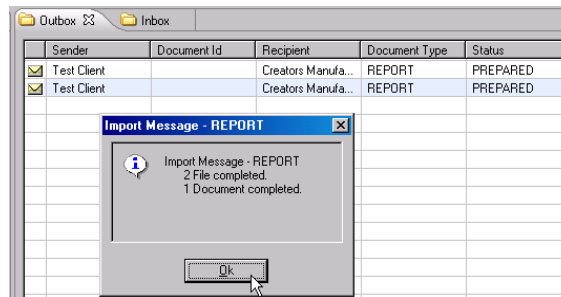 Outbox Inbox
Sender Document Id Recipient Document Type Status
Test Client Creators Manufa... REPORT PREPARED
Test Client Creators Manufa... REPORT PREPARED
Import Message - REPORT
Import Message - REPORT
2 File completed.
1 Document completed.
Ok